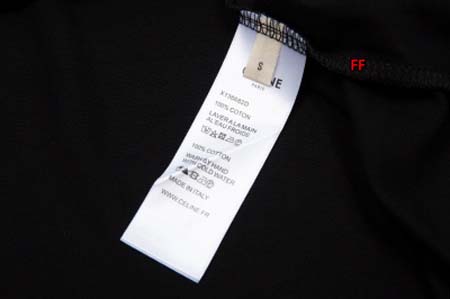 S
CELINE
PARIS
100% COTON
LAVER A LA MAIN
AL EAU FROIDE
100% COTTON
WASH BY HAND
WITH COLD WATER
MADE IN ITALY
WWW.CELINE.FR
FF